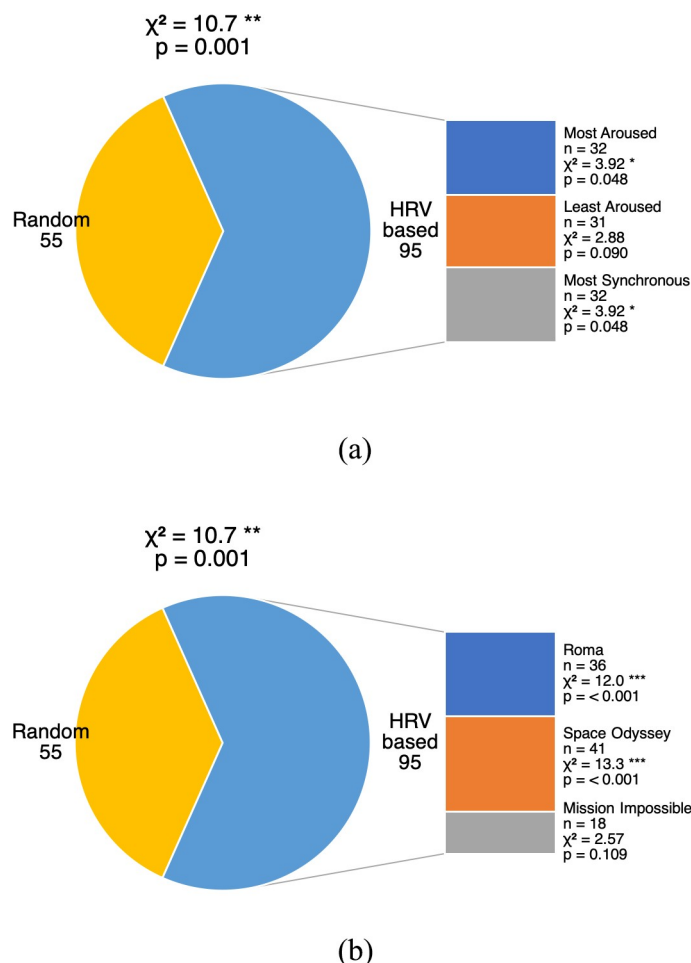 χ² = 10.7 **
p = 0.001
Random
55
HRV
based
95
Most Aroused
n = 32
χ² = 3.92 *
p = 0.048
Least Aroused
n = 31
χ² = 2.88
p = 0.090
Most Synchronous
n = 32
χ² = 3.92 *
p = 0.048
(a)
χ² = 10.7 **
p = 0.001
Random
55
HRV
based
95
Roma
n = 36
χ² = 12.0 ***
p = < 0.001
Space Odyssey
n = 41
χ² = 13.3 ***
p = < 0.001
Mission Impossible
n = 18
χ² = 2.57
p = 0.109
(b)